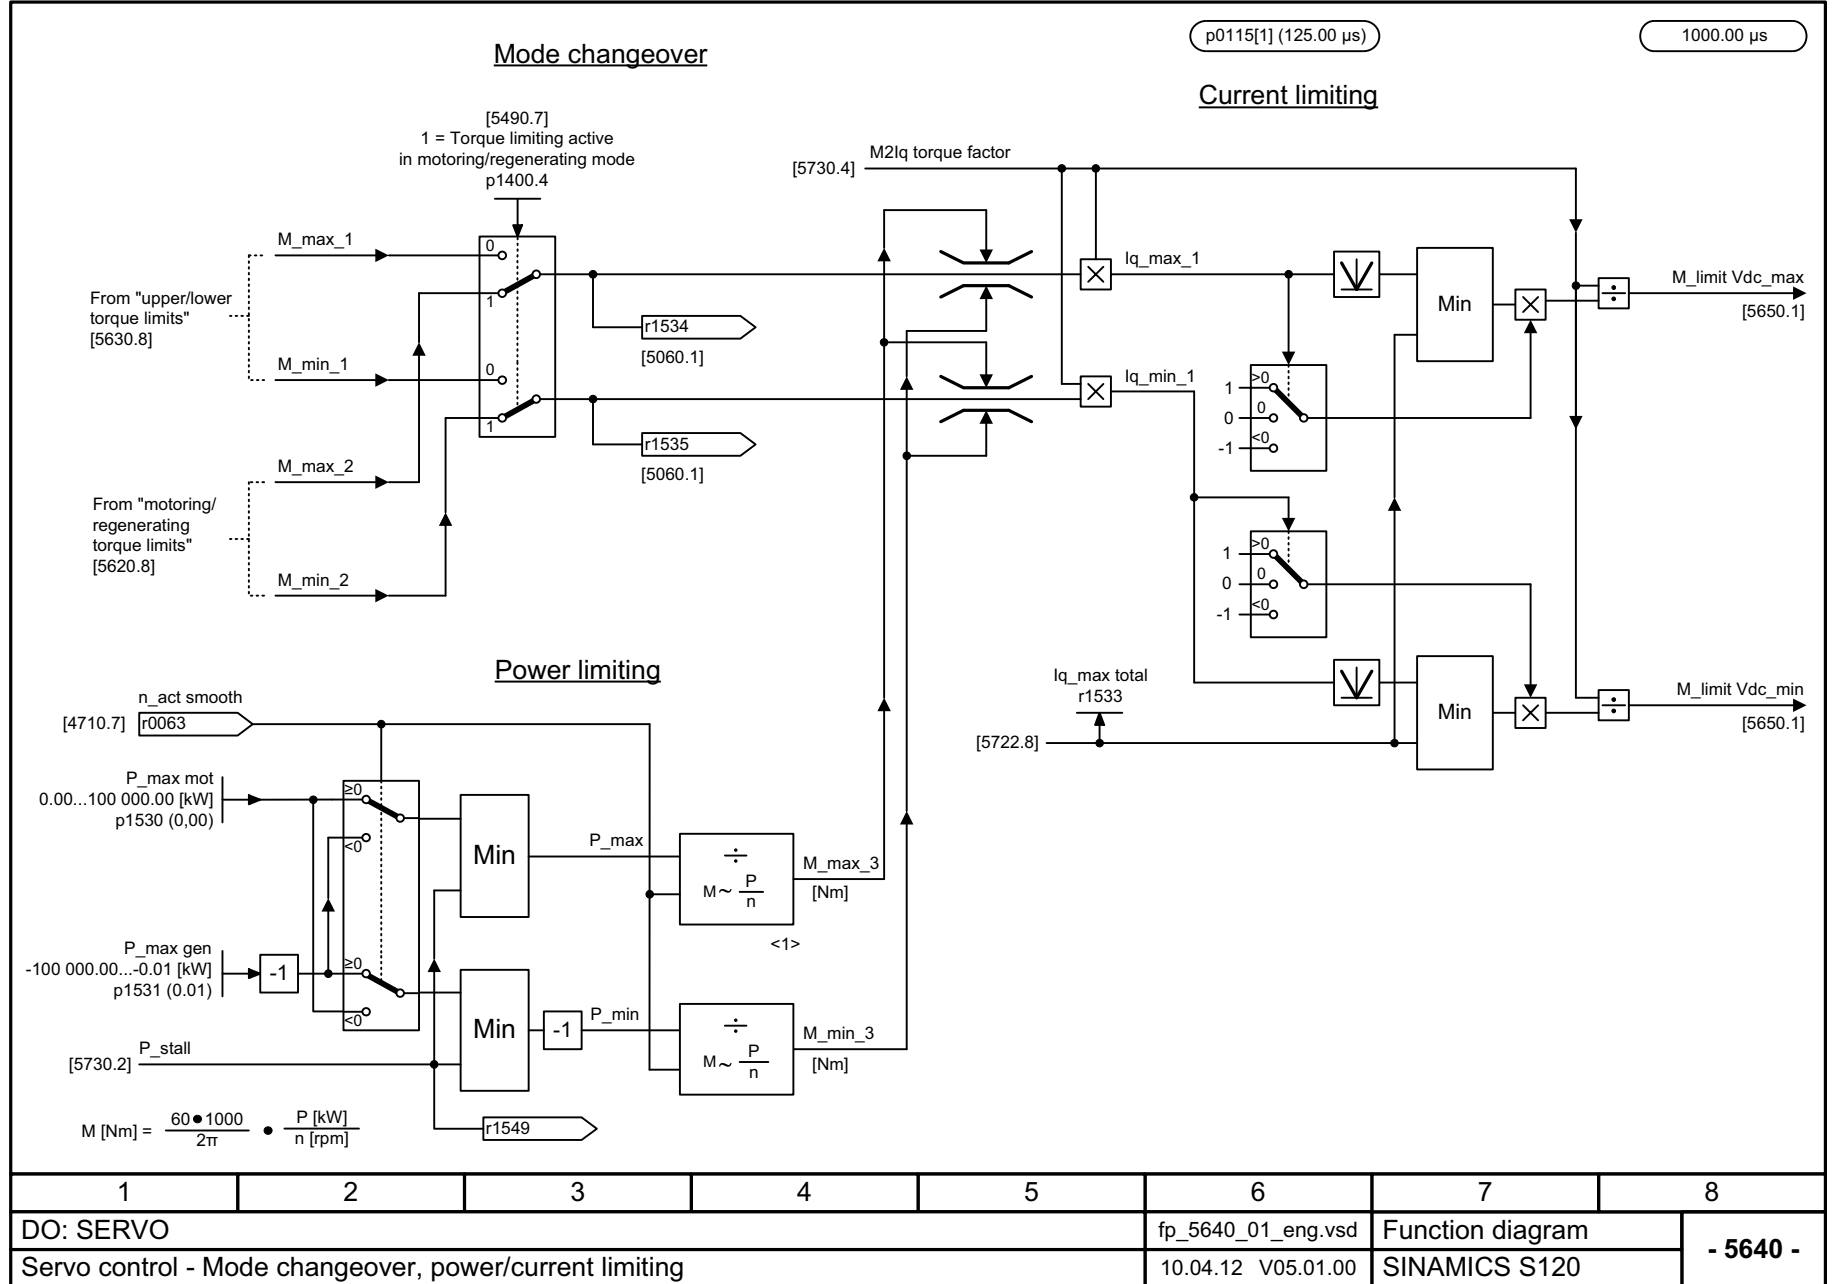 p0115[1] (125.00 µs)
1000.00 µs
Mode changeover
Current limiting
[5490.7]
1 = Torque limiting active
in motoring/regenerating mode
p1400.4
M2Iq torque factor
[5730.4]
M_max_1
0
1
From "upper/lower
torque limits"
[5630.8]
M_min_1
0
1
r1534
[5060.1]
r1535
[5060.1]
M_max_2
From "motoring/
regenerating
torque limits"
[5620.8]
M_min_2
Iq_max_1
Iq_min_1
Min
M_limit Vdc_max
[5650.1]
1
>0
0
0
-1
<0
1
>0
0
0
-1
<0
Iq_max total
r1533
[5722.8]
Min
M_limit Vdc_min
[5650.1]
Power limiting
n_act smooth
[4710.7]
r0063
P_max mot
0.00...100 000.00 [kW]
p1530 (0,00)
≥0
<0
Min
P_max
÷
M ~ P
n
M_max_3
[Nm]
<1>
P_max gen
-100 000.00...-0.01 [kW]
p1531 (0.01)
-1
≥0
<0
Min
-1
P_min
÷
M ~ P
n
M_min_3
[Nm]
P_stall
[5730.2]
r1549
M [Nm] = 60●1000
2π
● P [kW]
n [rpm]
1 2 3 4 5 6 7 8
DO: SERVO
fp_5640_01_eng.vsd
Function diagram
- 5640 -
Servo control - Mode changeover, power/current limiting
10.04.12 V05.01.00
SINAMICS S120